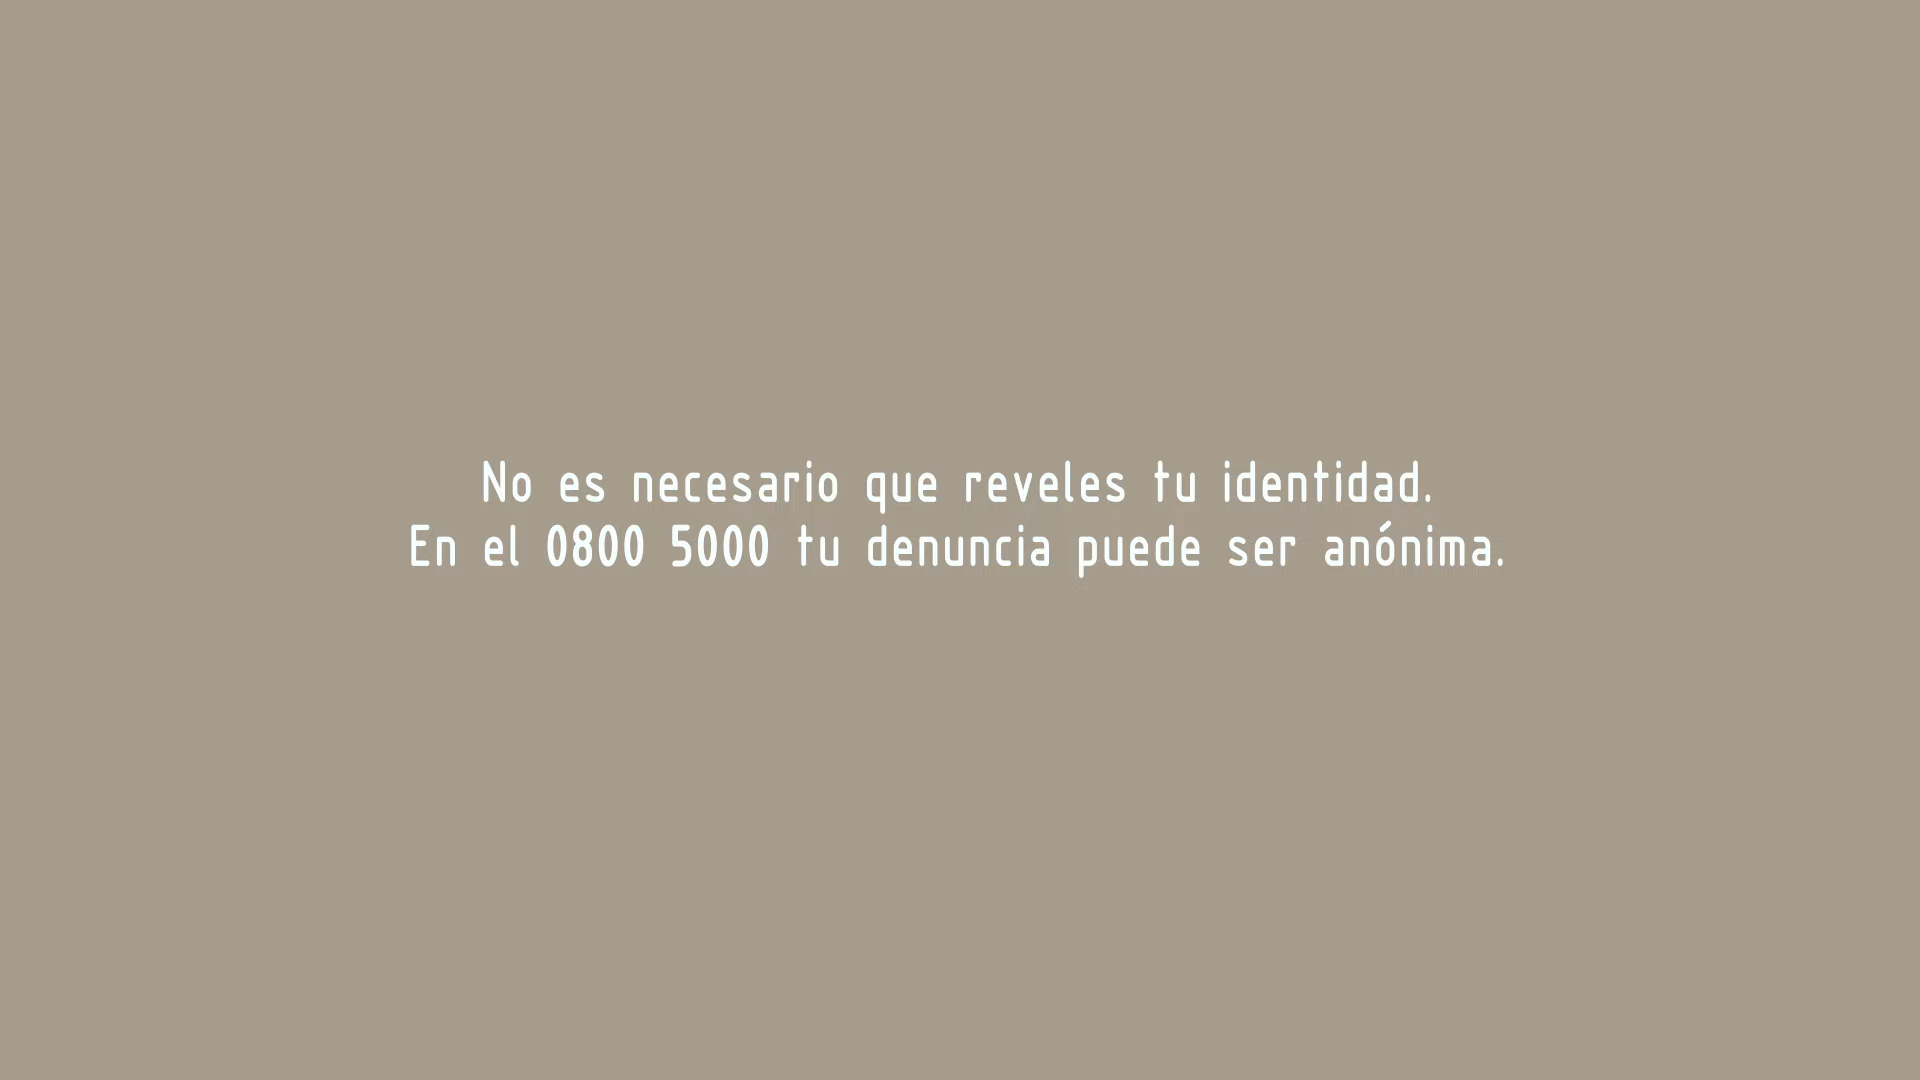 No es necesario que reveles tu identidad.
En el 0800 5000 tu denuncia puede ser anónima.